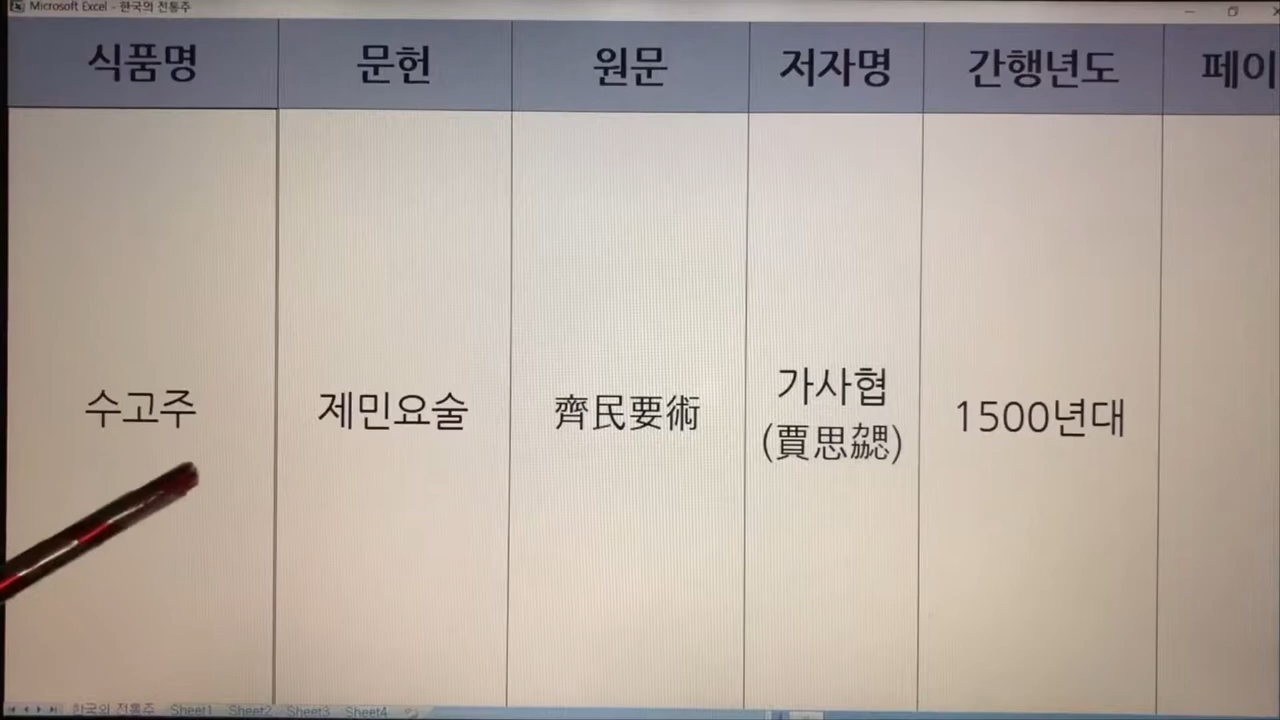 Microsoft Excel - 한국의 전통주
식품명 문헌 원문 저자명 간행년도 페이
수고주 제민요술 齊民要術 가사협 1500년대
(賈思勰)
한국의 전통주 Sheet1 Sheet2 Sheet3 Sheet4